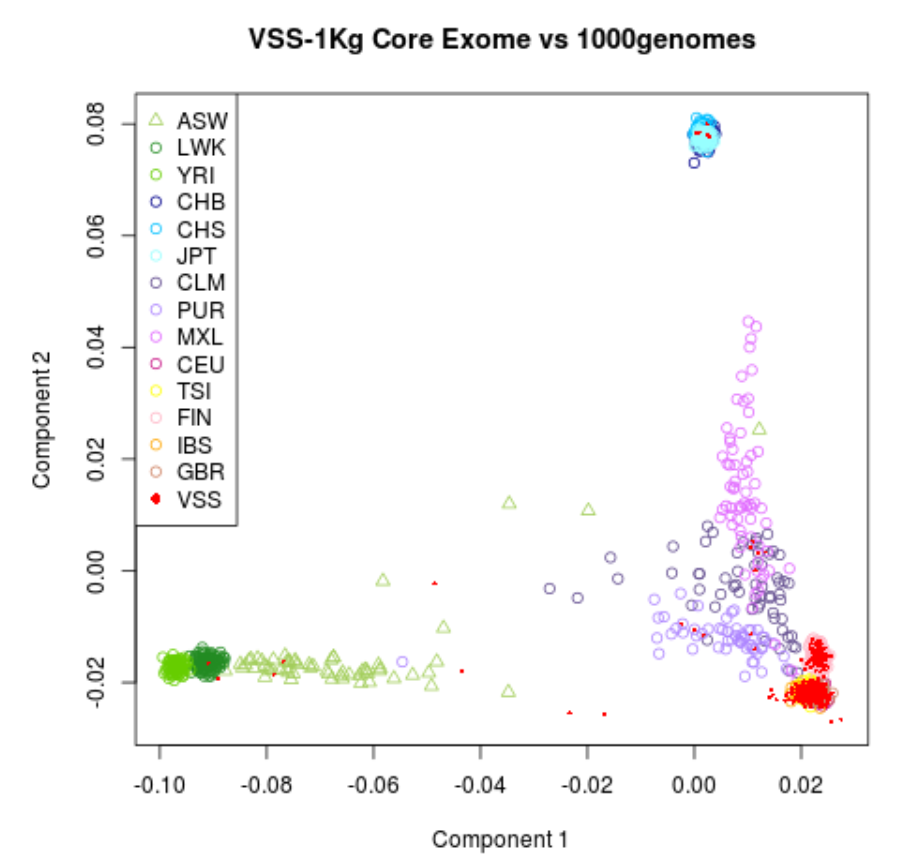 VSS-1Kg Core Exome vs 1000genomes
ASW
LWK
YRI
CHB
CHS
JPT
CLM
PUR
MXL
CEU
TSI
FIN
IBS
GBR
VSS
Component 2
0.08
0.06
0.04
0.02
0.00
-0.02
-0.10
-0.08
-0.06
-0.04
-0.02
0.00
0.02
Component 1